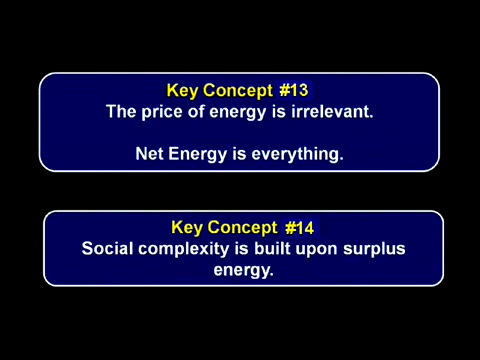 Key Concept #13
The price of energy is irrelevant.
Net Energy is everything.
Key Concept #14
Social complexity is built upon surplus
energy.